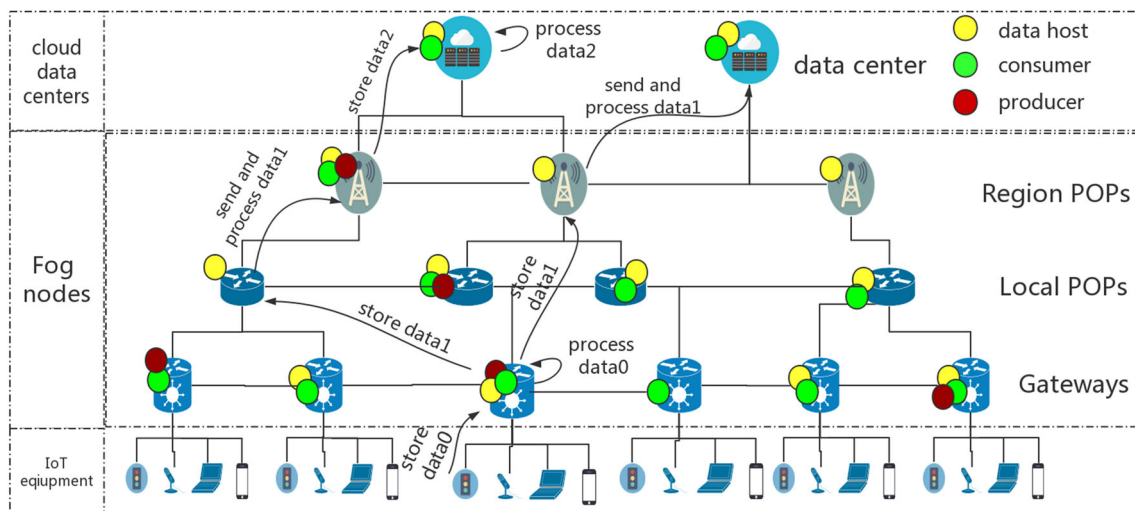 cloud
data
centers
store data2
process
data2
send and
process data1
data center
data host
consumer
producer
Fog
nodes
send and
process data1
Region POPs
store
data1
Local POPs
store data1
process
data0
Gateways
store
data0
IoT
eqiupment